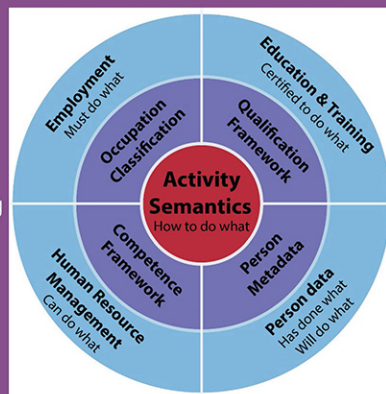 Employment
Must do what
Education & Training
Certified to do what
Occupation
Classification
Qualification
Framework
Activity
Semantics
How to do what
Competence
Framework
Person
Metadata
Human Resource
Management
Can do what
Person data
Has done what
Will do what